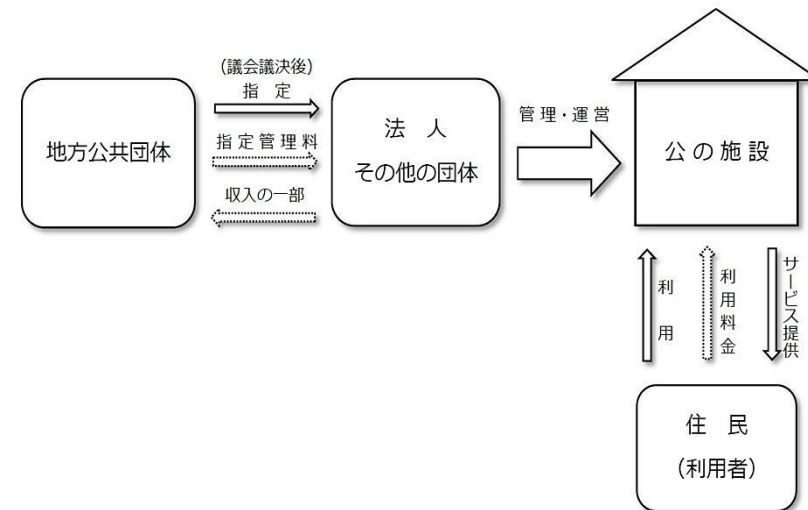 地方公共団体
(議会議決後)
指 定
指定管理料
収入の一部
法 人
その他の団体
管理・運営
公の施設
利用
利用料金
サービス提供
住 民
(利用者)